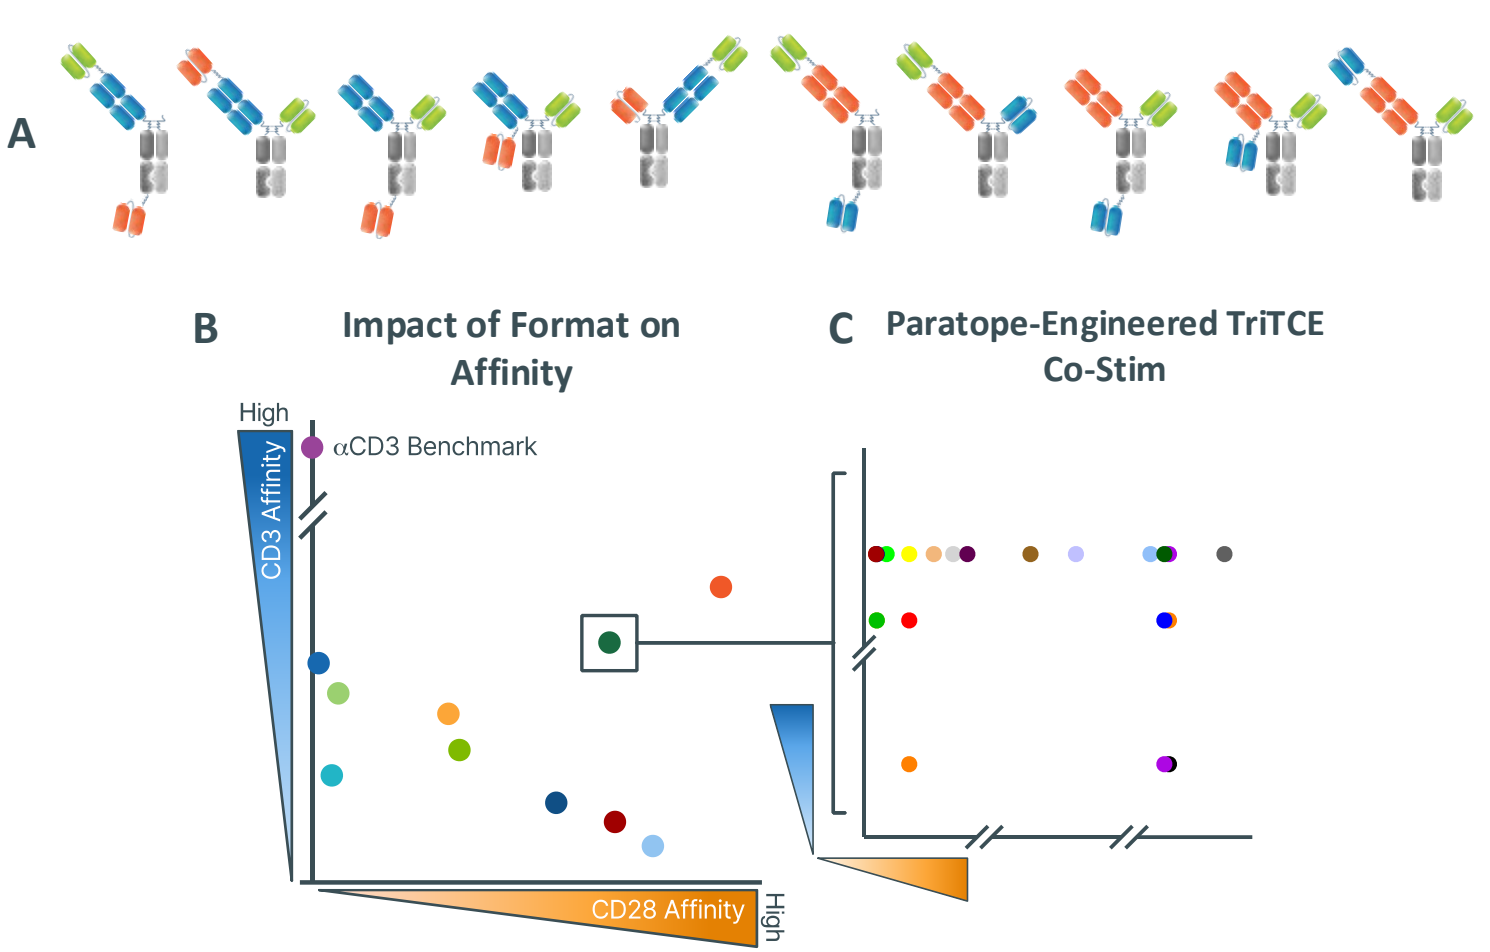 A
B
Impact of Format on
Affinity
C
Paratope-Engineered TriTCE
Co-Stim
High
αCD3 Benchmark
CD3 Affinity
CD28 Affinity
High